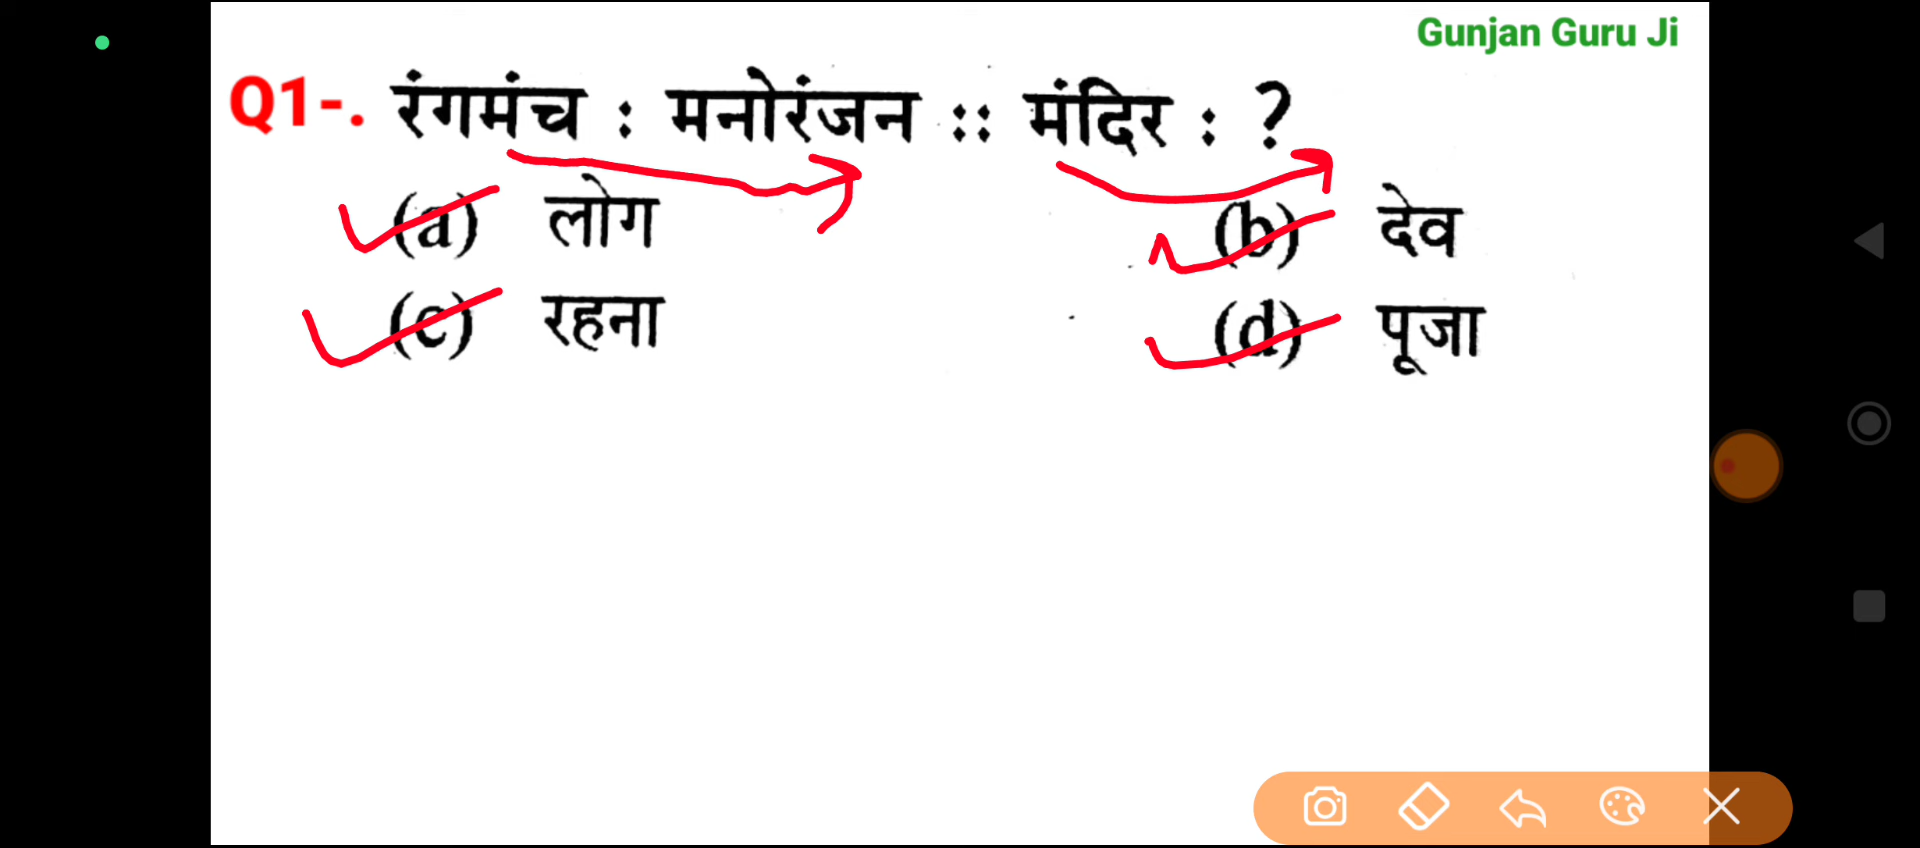 Gunjan Guru Ji
Q1-. रंगमंच : मनोरंजन :: मंदिर : ?
(a) लोग (b) देव
(c) रहना (d) पूजा